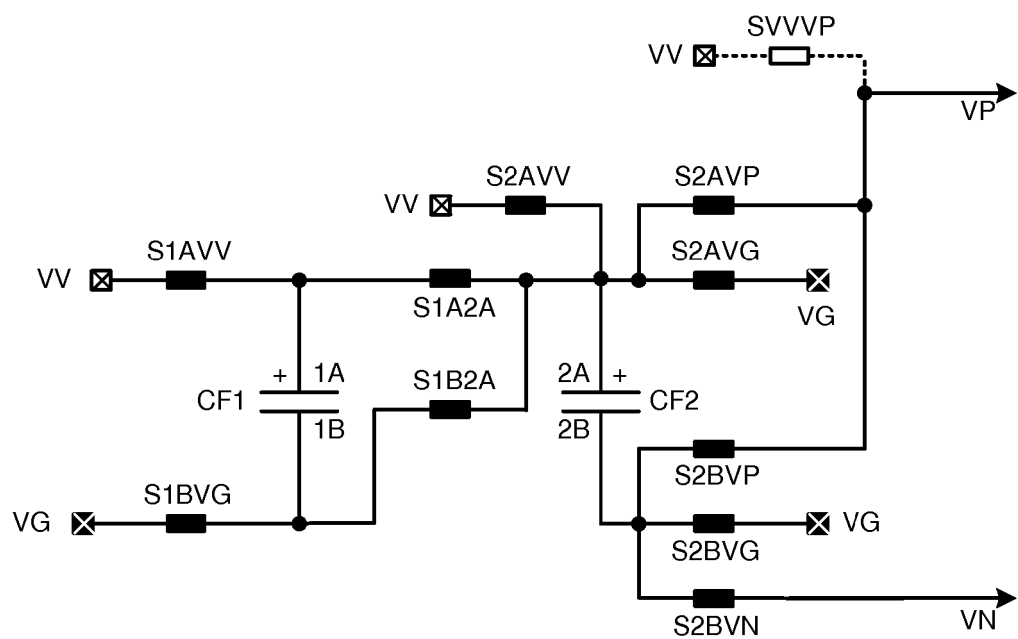 SVVVP
VV
VP
S2AVV
S2AVP
VV
S1AVV
S2AVG
VV
S1A2A
VG
+ 1A
S1B2A
2A +
CF1
CF2
1B
2B
S2BVP
S1BVG
VG
VG
S2BVG
VN
S2BVN